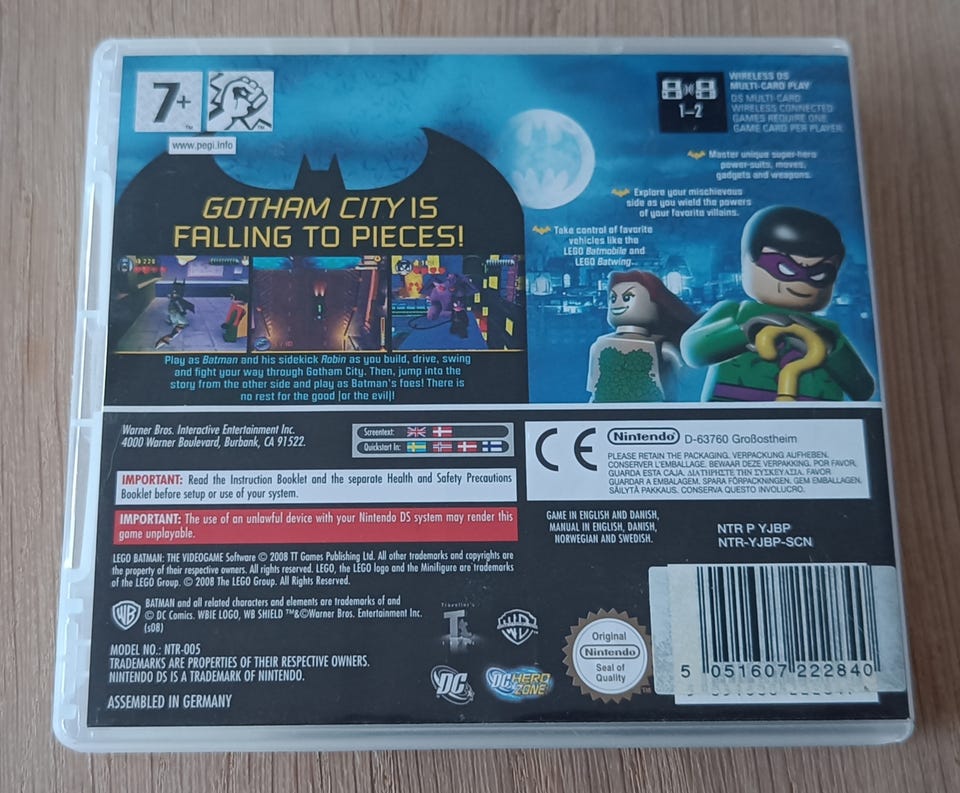 7+
™
™
www.pegi.info
1–2
WIRELESS DS
MULTI-CARD PLAY
DS MULTI-CARD
WIRELESS CONNECTED
GAMES REQUIRE ONE
GAME CARD PER PLAYER
Master unique super-hero
power-suits, moves,
gadgets and weapons.
Explore your mischievous
side as you wield the powers
of your favorite villains.
Take control of favorite
vehicles like the
LEGO Batmobile and
LEGO Batwing...
GOTHAM CITY IS
FALLING TO PIECES!
Play as Batman and his sidekick Robin as you build, drive, swing
and fight your way through Gotham City. Then, jump into the
story from the other side and play as Batman's foes! There is
no rest for the good (or the evil)!
Warner Bros. Interactive Entertainment Inc.
4000 Warner Boulevard, Burbank, CA 91522.
Screentext:
Quickstart In:
CE
Nintendo
D-63760 Großostheim
PLEASE RETAIN THE PACKAGING. VERPACKUNG AUFHEBEN.
CONSERVER L'EMBALLAGE. BEWAAR DEZE VERPAKKING. POR FAVOR,
GUARDA ESTA CAJA. ΔΙΑΤΗΡΗΣΤΕ ΤΗΝ ΣΥΣΚΕΥΑΣΙΑ. FAVOR
GUARDAR A EMBALAGEM. SPARA FÖRPACKNINGEN. GEM EMBALLAGEN.
SÄILYTÄ PAKKAUS. CONSERVA QUESTO INVOLUCRO.
IMPORTANT: Read the Instruction Booklet and the separate Health and Safety Precautions
Booklet before setup or use of your system.
IMPORTANT: The use of an unlawful device with your Nintendo DS system may render this
game unplayable.
GAME IN ENGLISH AND DANISH,
MANUAL IN ENGLISH, DANISH,
NORWEGIAN AND SWEDISH.
NTR P YJBP
NTR-YJBP-SCN
LEGO BATMAN: THE VIDEOGAME Software © 2008 TT Games Publishing Ltd. All other trademarks and copyrights are
the property of their respective owners. All rights reserved. LEGO, the LEGO logo and the Minifigure are trademarks
of the LEGO Group. © 2008 The LEGO Group. All Rights Reserved.
WB
BATMAN and all related characters and elements are trademarks of and
© DC Comics. WBIE LOGO, WB SHIELD ™&©Warner Bros. Entertainment Inc.
(s08)
MODEL NO.: NTR-005
TRADEMARKS ARE PROPERTIES OF THEIR RESPECTIVE OWNERS.
NINTENDO DS IS A TRADEMARK OF NINTENDO.
ASSEMBLED IN GERMANY
Traveller's
WB
DC
DC HERO
ZONE
Original
Nintendo
Seal of
Quality
™
5 051607 222840